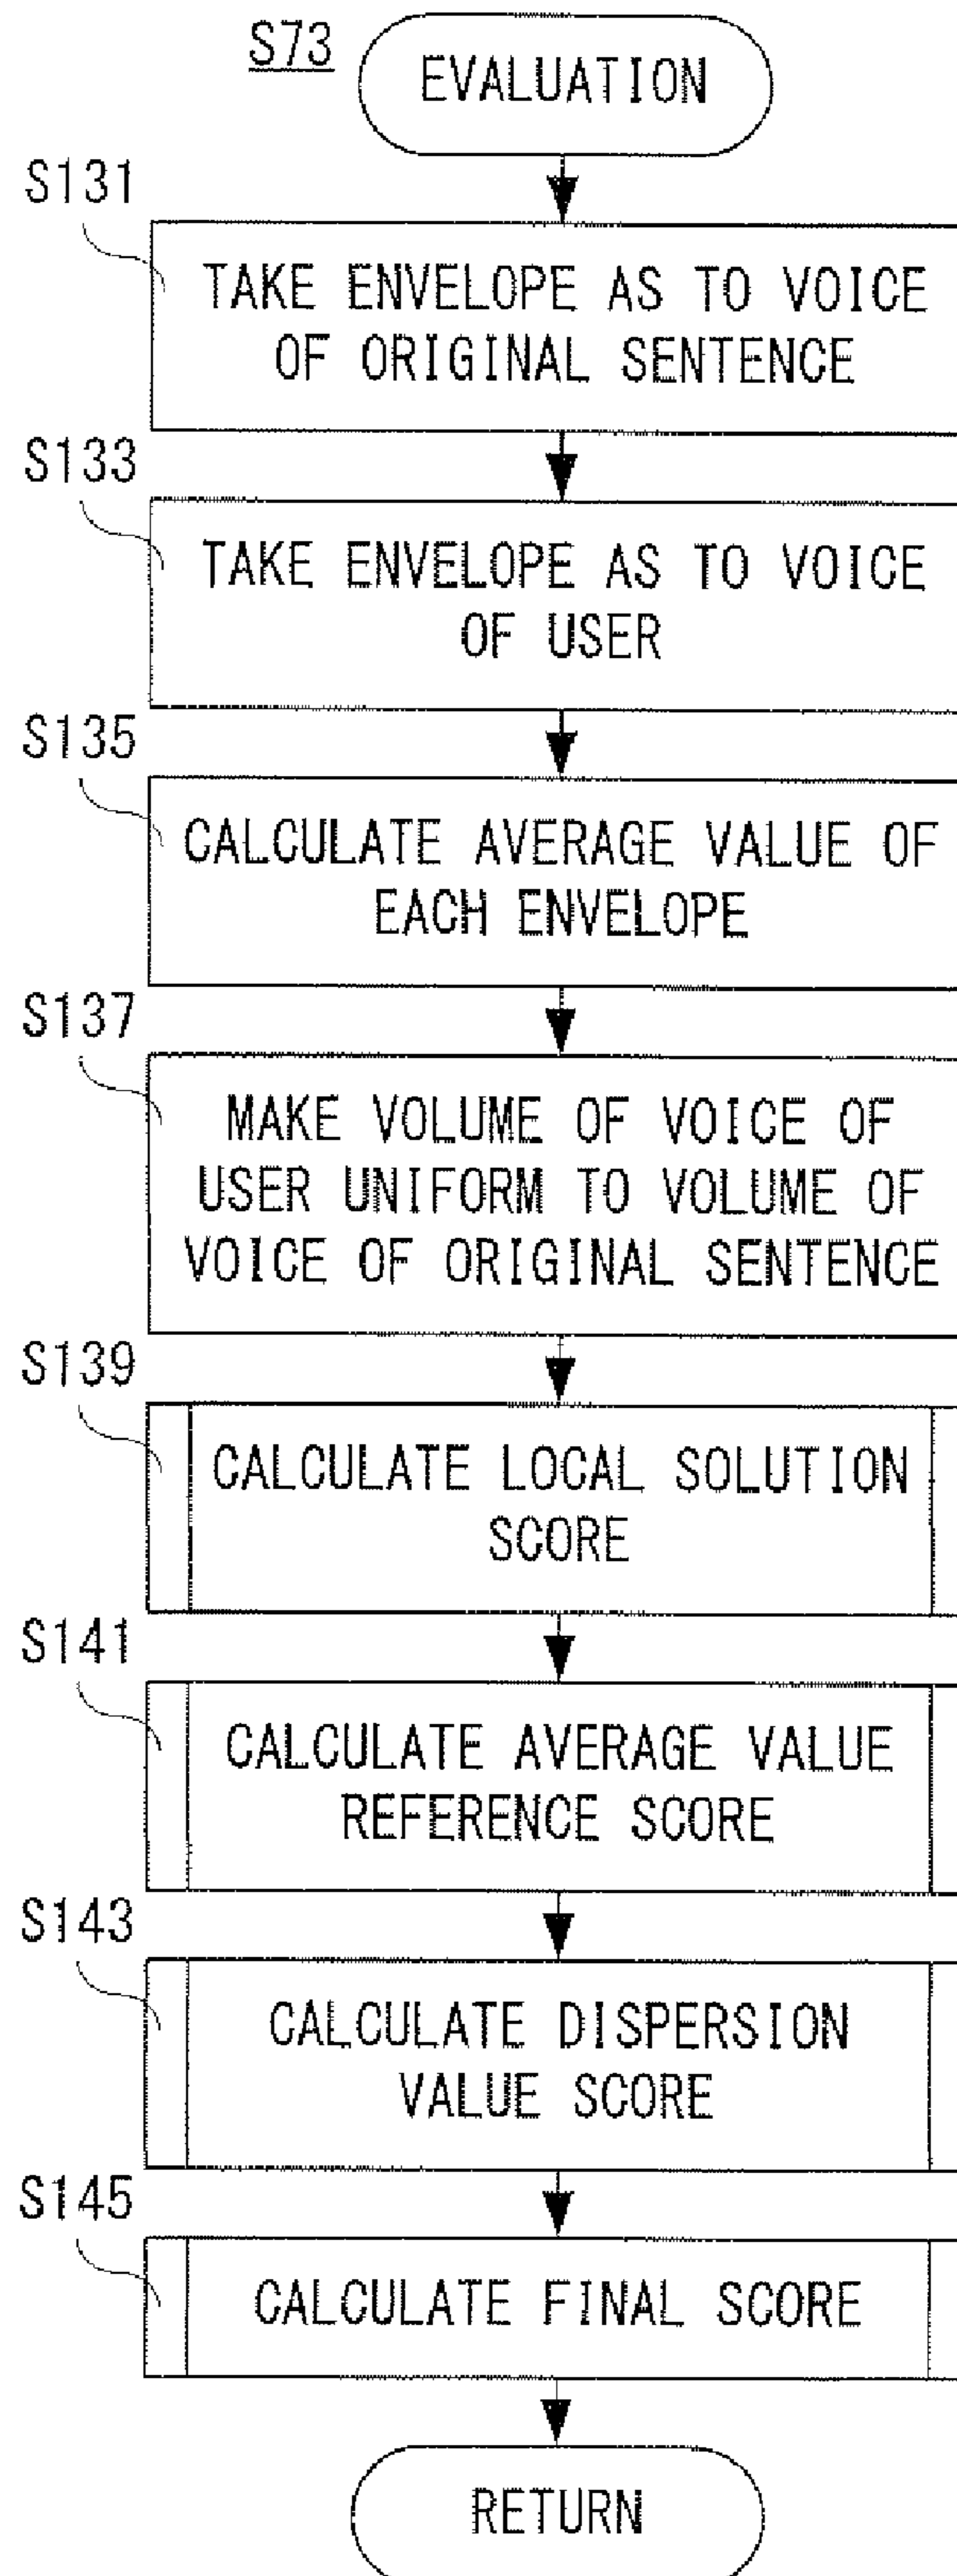 S73
EVALUATION
S131
TAKE ENVELOPE AS TO VOICE
OF ORIGINAL SENTENCE
S133
TAKE ENVELOPE AS TO VOICE
OF USER
S135
CALCULATE AVERAGE VALUE OF
EACH ENVELOPE
S137
MAKE VOLUME OF VOICE OF
USER UNIFORM TO VOLUME OF
VOICE OF ORIGINAL SENTENCE
S139
CALCULATE LOCAL SOLUTION
SCORE
S141
CALCULATE AVERAGE VALUE
REFERENCE SCORE
S143
CALCULATE DISPERSION
VALUE SCORE
S145
CALCULATE FINAL SCORE
RETURN